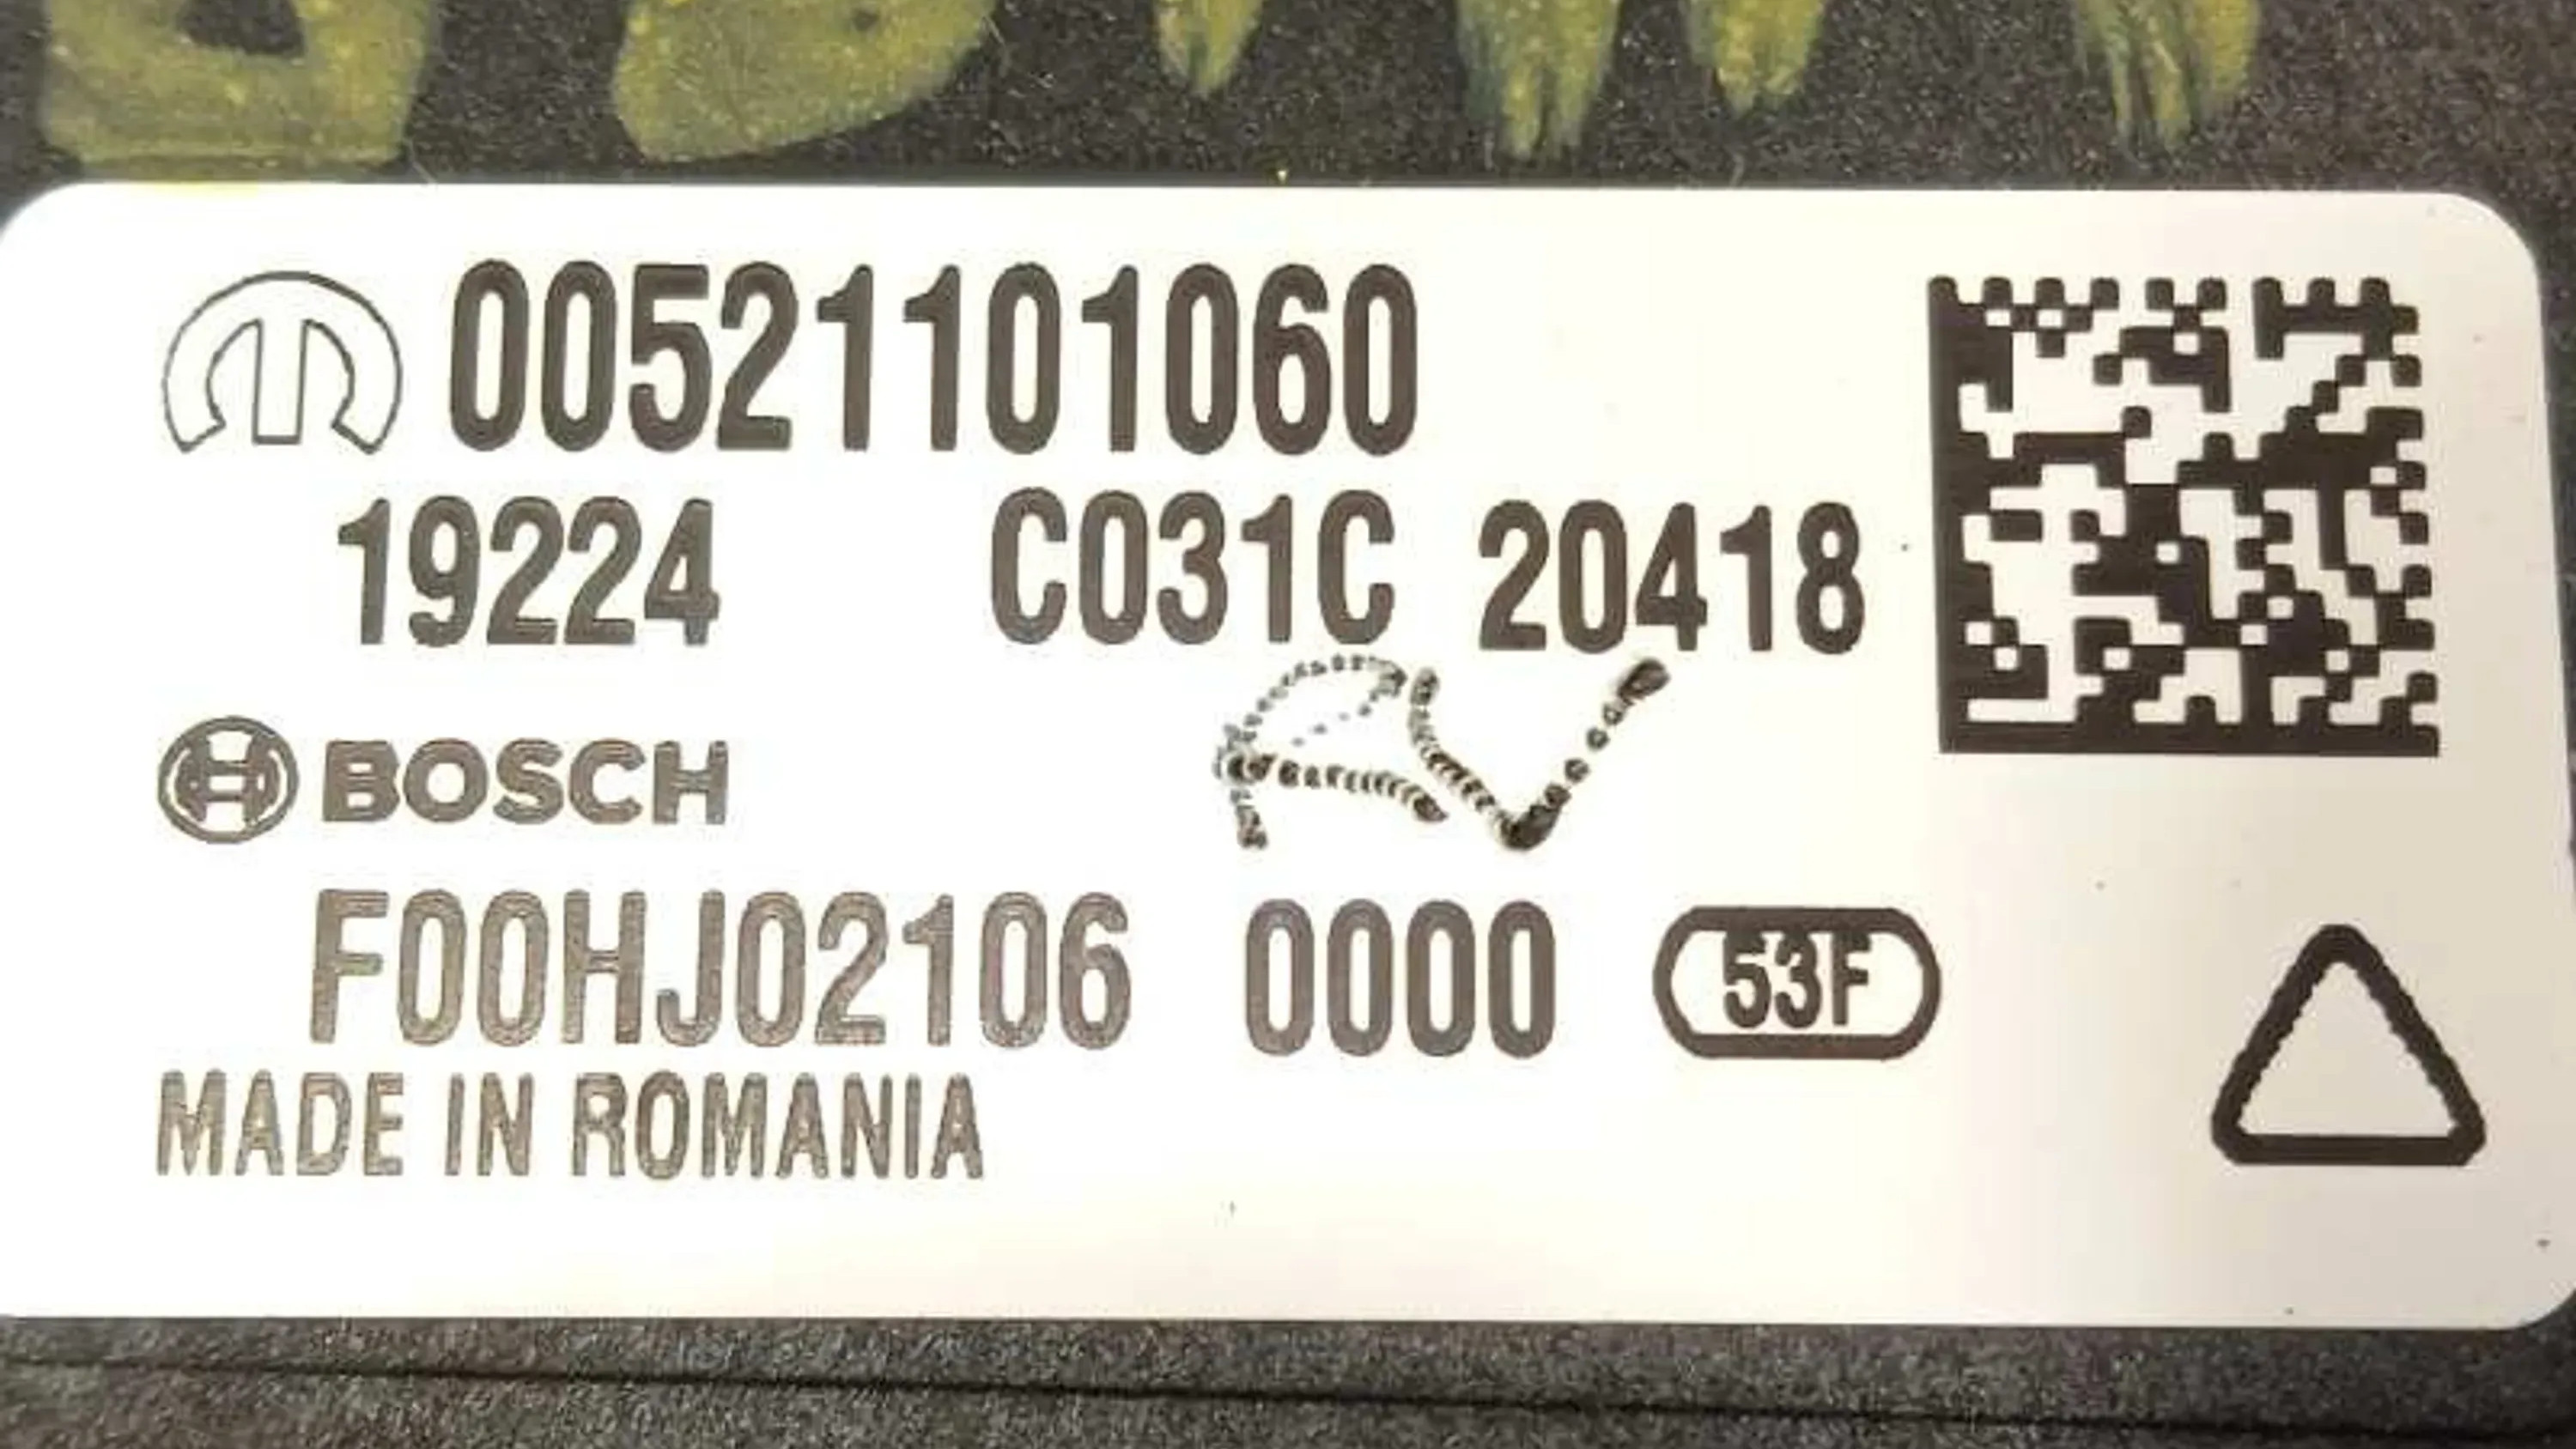 00521101060
19224 C031C 20418
BOSCH
F00HJ02106 0000 53F
MADE IN ROMANIA